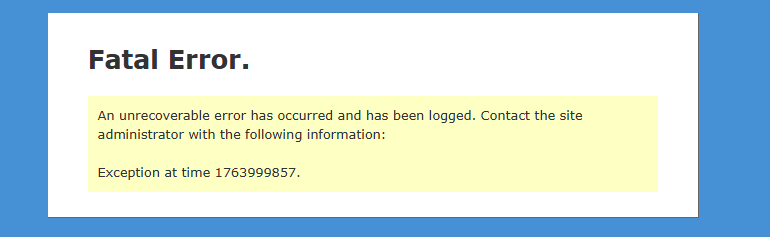 Fatal Error.
An unrecoverable error has occurred and has been logged. Contact the site
administrator with the following information:
Exception at time 1763999857.